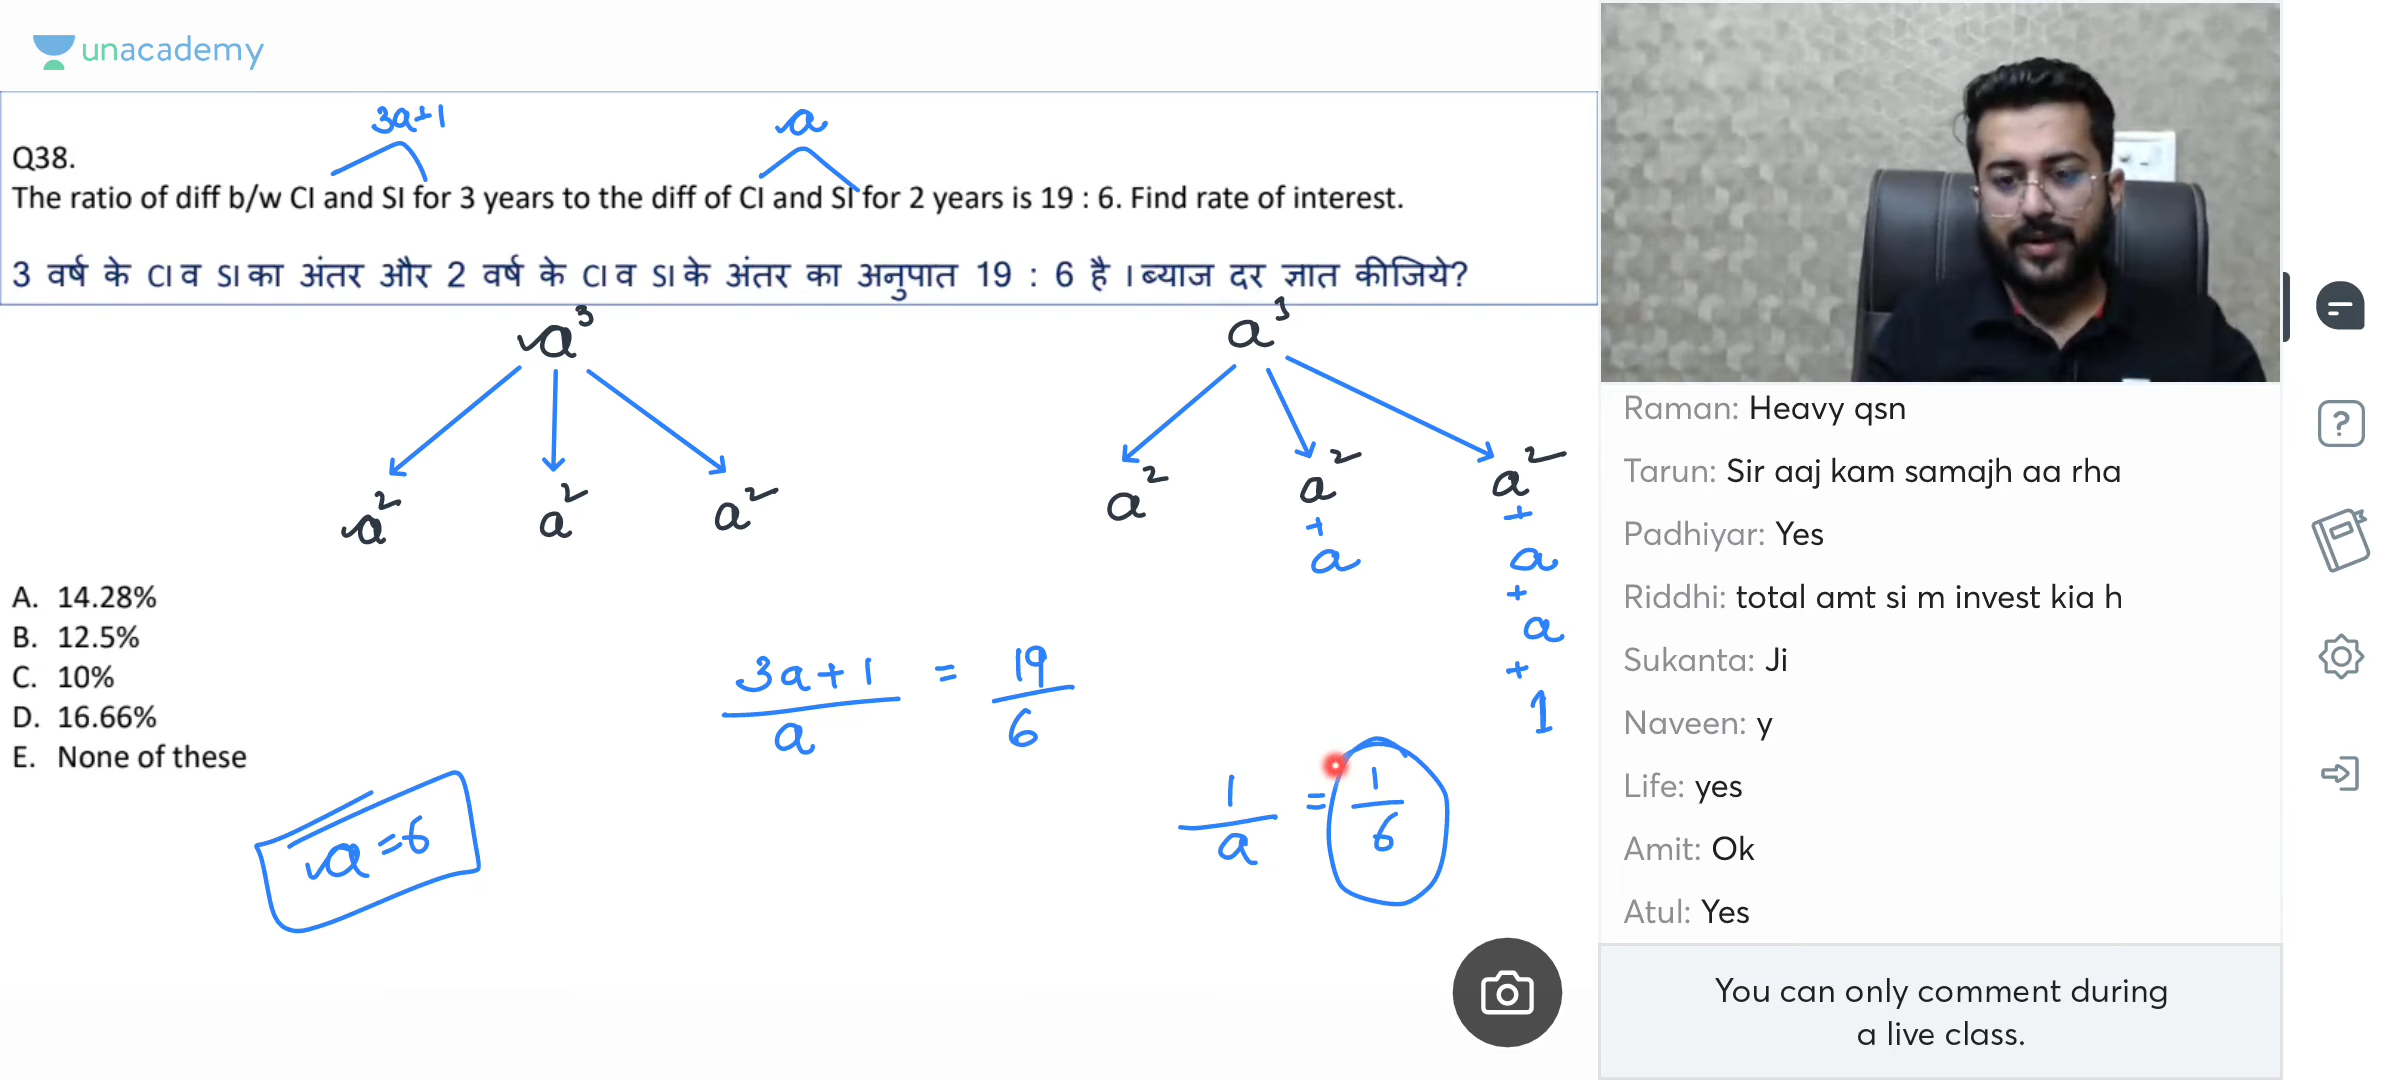 unacademy
3a+1
a
Q38.
The ratio of diff b/w CI and SI for 3 years to the diff of CI and SI for 2 years is 19 : 6. Find rate of interest.
3 वर्ष के CI व SI का अंतर और 2 वर्ष के CI व SI के अंतर का अनुपात 19 : 6 है । ब्याज दर ज्ञात कीजिये?
a³
a² a² a²
a³
a² a² a²
+ +
a a
+
a
+
1
A. 14.28%
B. 12.5%
C. 10%
D. 16.66%
E. None of these
3a+1 = 19
a 6
1 = 1
a 6
a=6
Raman: Heavy qsn
Tarun: Sir aaj kam samajh aa rha
Padhiyar: Yes
Riddhi: total amt si m invest kia h
Sukanta: Ji
Naveen: y
Life: yes
Amit: Ok
Atul: Yes
You can only comment during
a live class.
?